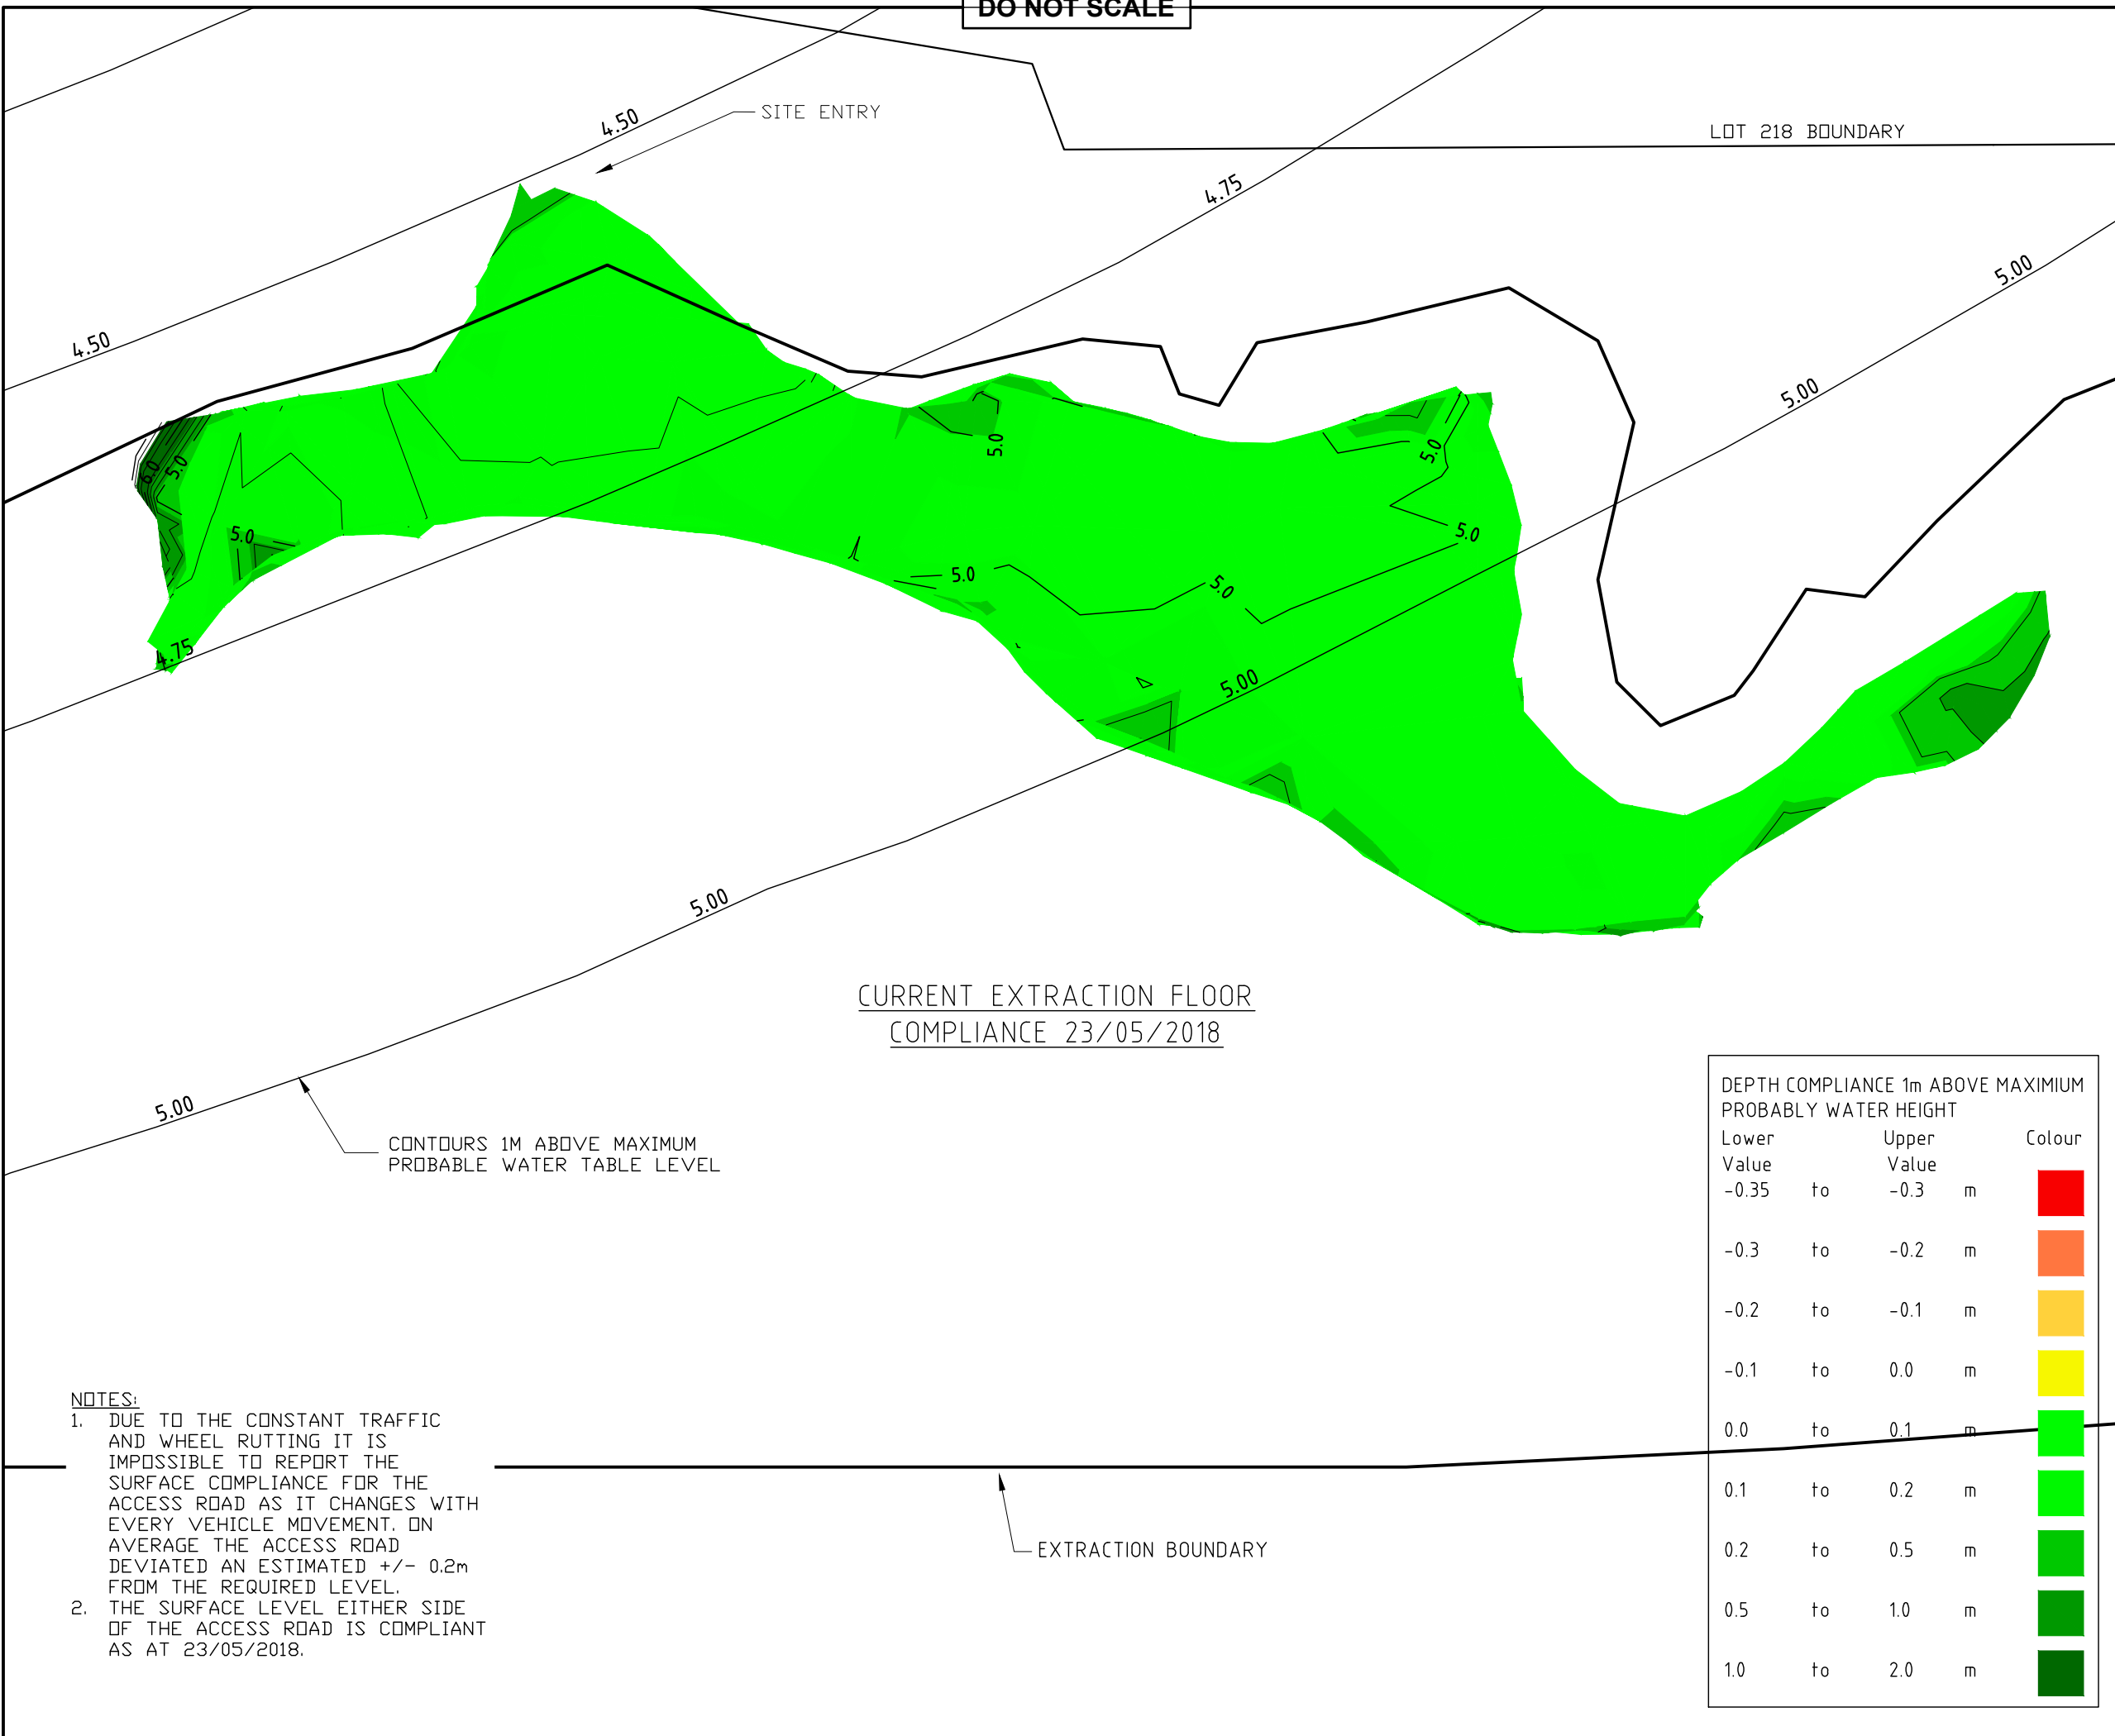 DO NOT SCALE
SITE ENTRY
4.50
LOT 218 BOUNDARY
4.75
5.00
4.50
5.00
5.0
5.0
6.0
5.0
5.0
5.0
5.0
5.0
4.75
5.00
5.00
CURRENT EXTRACTION FLOOR
COMPLIANCE 23/05/2018
5.00
CONTOURS 1M ABOVE MAXIMUM
PROBABLE WATER TABLE LEVEL
DEPTH COMPLIANCE 1m ABOVE MAXIMIUM
PROBABLY WATER HEIGHT
Lower Upper Colour
Value Value
-0.35 to -0.3 m
-0.3 to -0.2 m
-0.2 to -0.1 m
-0.1 to 0.0 m
0.0 to 0.1 m
0.1 to 0.2 m
0.2 to 0.5 m
0.5 to 1.0 m
1.0 to 2.0 m
NOTES:
1. DUE TO THE CONSTANT TRAFFIC
AND WHEEL RUTTING IT IS
IMPOSSIBLE TO REPORT THE
SURFACE COMPLIANCE FOR THE
ACCESS ROAD AS IT CHANGES WITH
EVERY VEHICLE MOVEMENT. ON
AVERAGE THE ACCESS ROAD
DEVIATED AN ESTIMATED +/- 0.2m
FROM THE REQUIRED LEVEL.
2. THE SURFACE LEVEL EITHER SIDE
OF THE ACCESS ROAD IS COMPLIANT
AS AT 23/05/2018.
EXTRACTION BOUNDARY